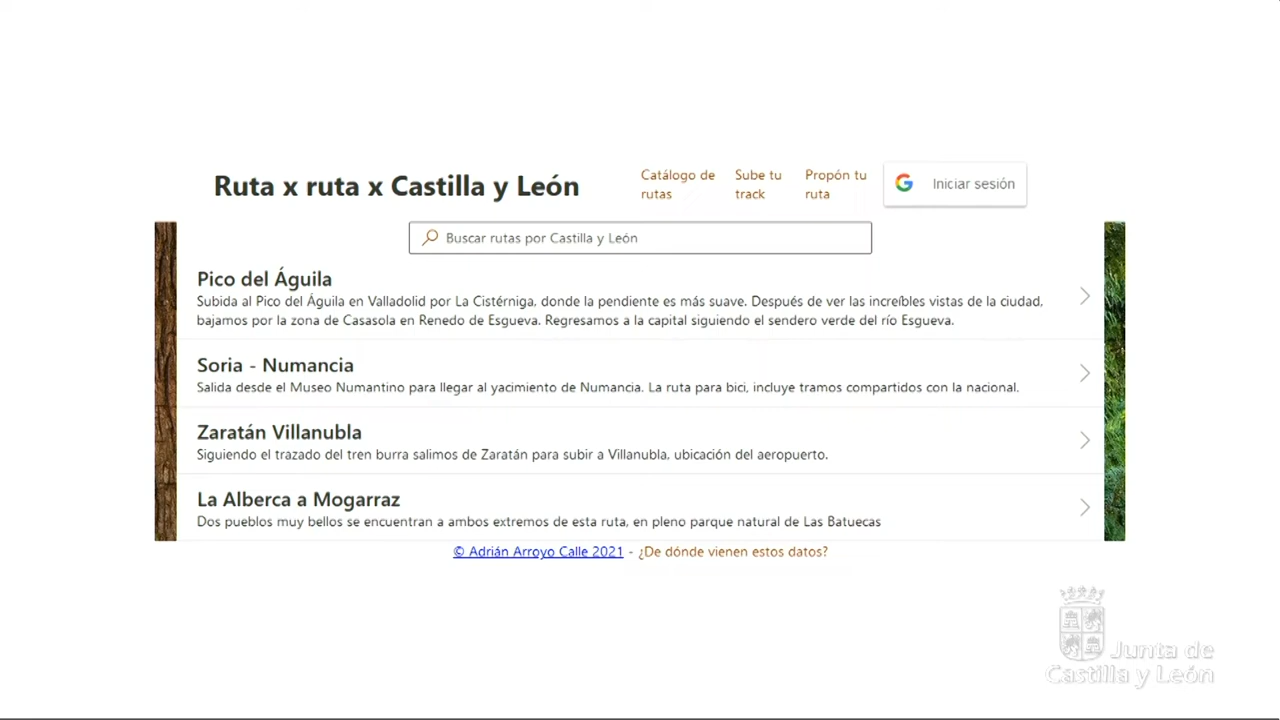 Ruta x ruta x Castilla y León
Catálogo de
rutas
Sube tu
track
Propón tu
ruta
Iniciar sesión
Buscar rutas por Castilla y León
Pico del Águila
Subida al Pico del Águila en Valladolid por La Cistérniga, donde la pendiente es más suave. Después de ver las increíbles vistas de la ciudad,
bajamos por la zona de Casasola en Renedo de Esgueva. Regresamos a la capital siguiendo el sendero verde del río Esgueva.
Soria - Numancia
Salida desde el Museo Numantino para llegar al yacimiento de Numancia. La ruta para bici, incluye tramos compartidos con la nacional.
Zaratán Villanubla
Siguiendo el trazado del tren burra salimos de Zaratán para subir a Villanubla, ubicación del aeropuerto.
La Alberca a Mogarraz
Dos pueblos muy bellos se encuentran a ambos extremos de esta ruta, en pleno parque natural de Las Batuecas
© Adrián Arroyo Calle 2021 - ¿De dónde vienen estos datos?
Junta de
Castilla y León